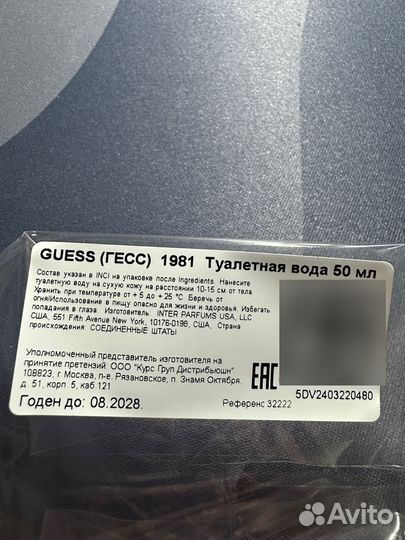 GUESS (ГЕСС) 1981 Туалетная вода 50 мл
Состав указан в INCI на упаковке после Ingredients. Нанесите
туалетную воду на сухую кожу на расстоянии 10-15 см от тела.
Хранить при температуре от + 5 до + 25 °C. Беречь от
огня!Использование в пищу опасно для жизни и здоровья. Избегать
попадания в глаза. Изготовитель: INTER PARFUMS USA, LLC
США, 551 Fifth Avenue New York, 10176-0198, США, Страна
происхождения: СОЕДИНЕННЫЕ ШТАТЫ
Уполномоченный представитель изготовителя на
принятие претензий: ООО "Курс Груп Дистрибьюшн"
108823, г. Москва, п-е. Рязановское, п. Знамя Октября,
д. 51, корп. 5, каб 121
Годен до: 08.2028.
EAC
5DV2403220480
Референс 32222
Avito